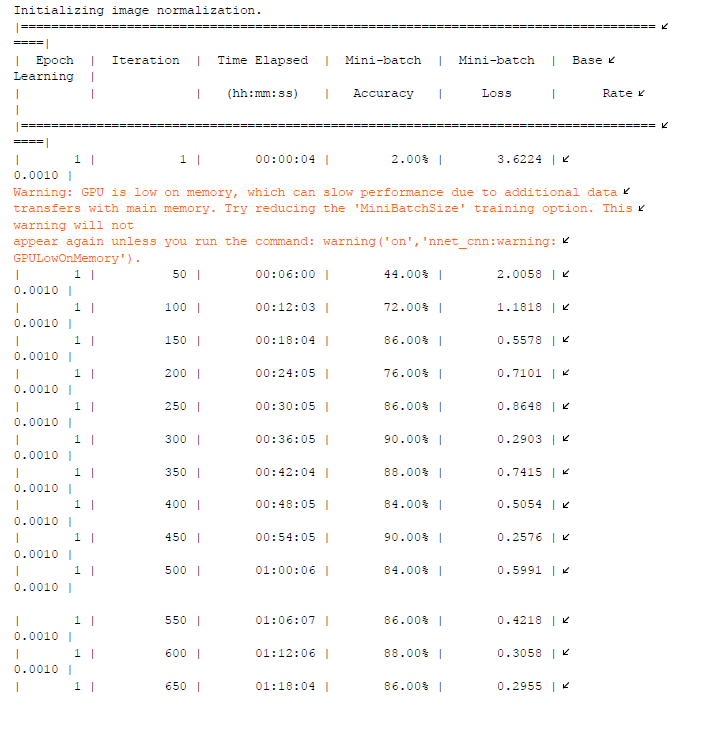 Initializing image normalization.
|==================================================================================== ↙
====|
| Epoch | Iteration | Time Elapsed | Mini-batch | Mini-batch | Base ↙
Learning |
| | | (hh:mm:ss) | Accuracy | Loss | Rate ↙
|
|==================================================================================== ↙
====|
| 1 | 1 | 00:00:04 | 2.00% | 3.6224 | ↙
0.0010 |
Warning: GPU is low on memory, which can slow performance due to additional data ↙
transfers with main memory. Try reducing the 'MiniBatchSize' training option. This ↙
warning will not
appear again unless you run the command: warning('on','nnet_cnn:warning: ↙
GPULowOnMemory').
| 1 | 50 | 00:06:00 | 44.00% | 2.0058 | ↙
0.0010 |
| 1 | 100 | 00:12:03 | 72.00% | 1.1818 | ↙
0.0010 |
| 1 | 150 | 00:18:04 | 86.00% | 0.5578 | ↙
0.0010 |
| 1 | 200 | 00:24:05 | 76.00% | 0.7101 | ↙
0.0010 |
| 1 | 250 | 00:30:05 | 86.00% | 0.8648 | ↙
0.0010 |
| 1 | 300 | 00:36:05 | 90.00% | 0.2903 | ↙
0.0010 |
| 1 | 350 | 00:42:04 | 88.00% | 0.7415 | ↙
0.0010 |
| 1 | 400 | 00:48:05 | 84.00% | 0.5054 | ↙
0.0010 |
| 1 | 450 | 00:54:05 | 90.00% | 0.2576 | ↙
0.0010 |
| 1 | 500 | 01:00:06 | 84.00% | 0.5991 | ↙
0.0010 |
| 1 | 550 | 01:06:07 | 86.00% | 0.4218 | ↙
0.0010 |
| 1 | 600 | 01:12:06 | 88.00% | 0.3058 | ↙
0.0010 |
| 1 | 650 | 01:18:04 | 86.00% | 0.2955 | ↙